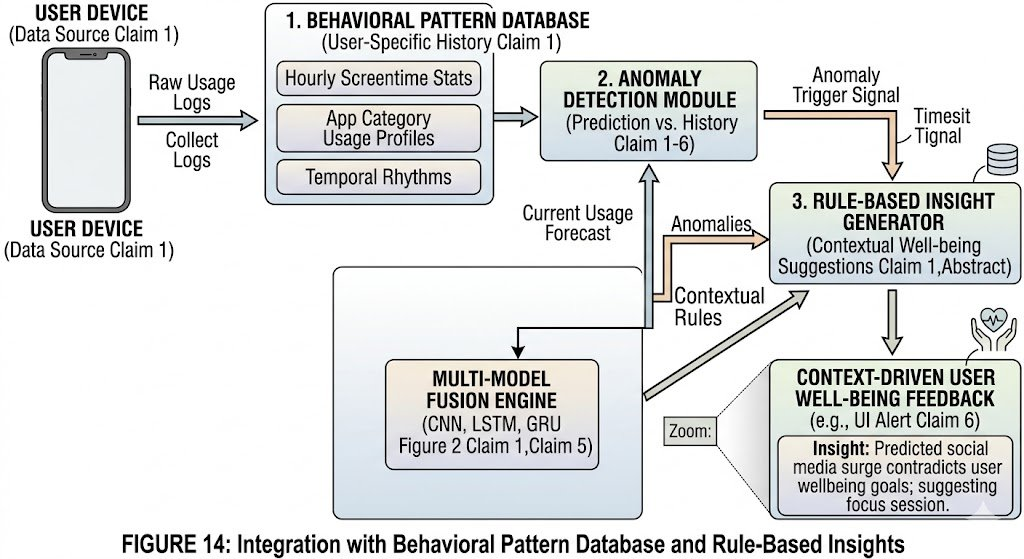 USER DEVICE
(Data Source Claim 1)
Raw Usage
Logs
Collect
Logs
USER DEVICE
(Data Source Claim 1)
1. BEHAVIORAL PATTERN DATABASE
(User-Specific History Claim 1)
Hourly Screentime Stats
App Category
Usage Profiles
Temporal Rhythms
2. ANOMALY
DETECTION MODULE
(Prediction vs. History
Claim 1-6)
Anomaly
Trigger Signal
Timesit
Tignal
Current Usage
Forecast
Anomalies
Contextual
Rules
3. RULE-BASED INSIGHT
GENERATOR
(Contextual Well-being
Suggestions Claim 1,Abstract)
MULTI-MODEL
FUSION ENGINE
(CNN, LSTM, GRU
Figure 2 Claim 1,Claim 5)
Zoom:
CONTEXT-DRIVEN USER
WELL-BEING FEEDBACK
(e.g., UI Alert Claim 6)
Insight: Predicted social
media surge contradicts user
wellbeing goals; suggesting
focus session.
FIGURE 14: Integration with Behavioral Pattern Database and Rule-Based Insights